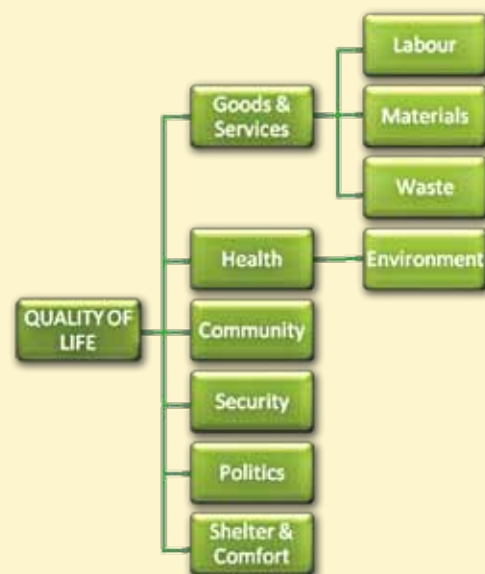 Labour
Goods &
Services
Materials
Waste
Health
Environment
QUALITY OF
LIFE
Community
Security
Politics
Shelter &
Comfort